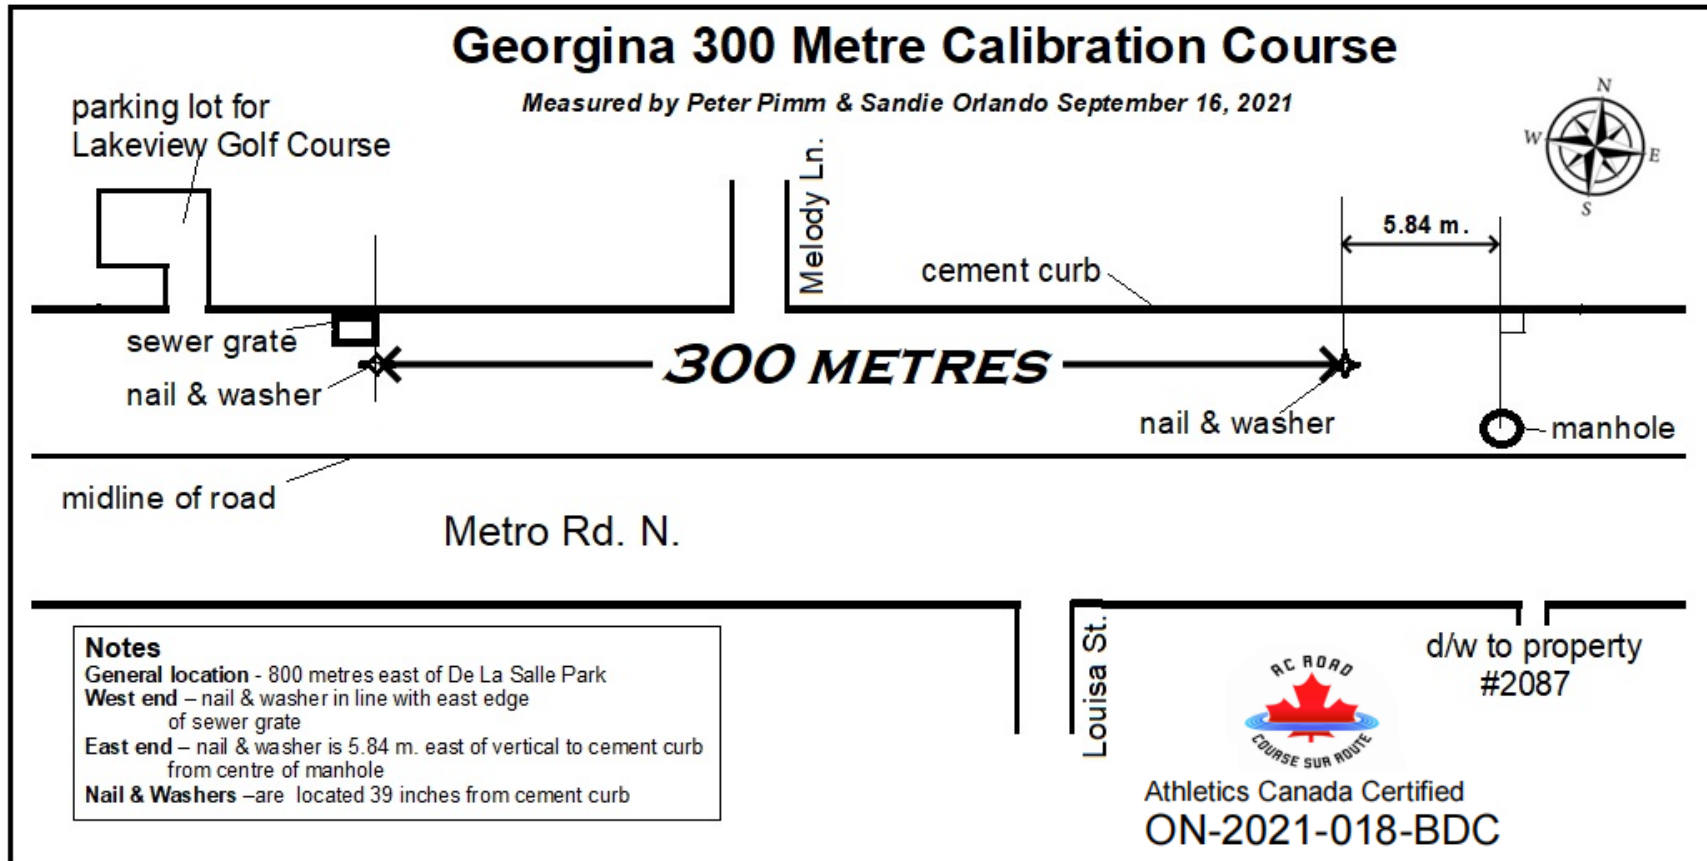 Georgina 300 Metre Calibration Course
Measured by Peter Pimm & Sandie Orlando September 16, 2021
parking lot for
Lakeview Golf Course
N
W
E
S
Melody Ln.
5.84 m.
cement curb
sewer grate
300 METRES
nail & washer
nail & washer
manhole
midline of road
Metro Rd. N.
Notes
General location - 800 metres east of De La Salle Park
West end – nail & washer in line with east edge
of sewer grate
East end – nail & washer is 5.84 m. east of vertical to cement curb
from centre of manhole
Nail & Washers –are located 39 inches from cement curb
Louisa St.
d/w to property
#2087
AC ROAD
COURSE SUR ROUTE
Athletics Canada Certified
ON-2021-018-BDC